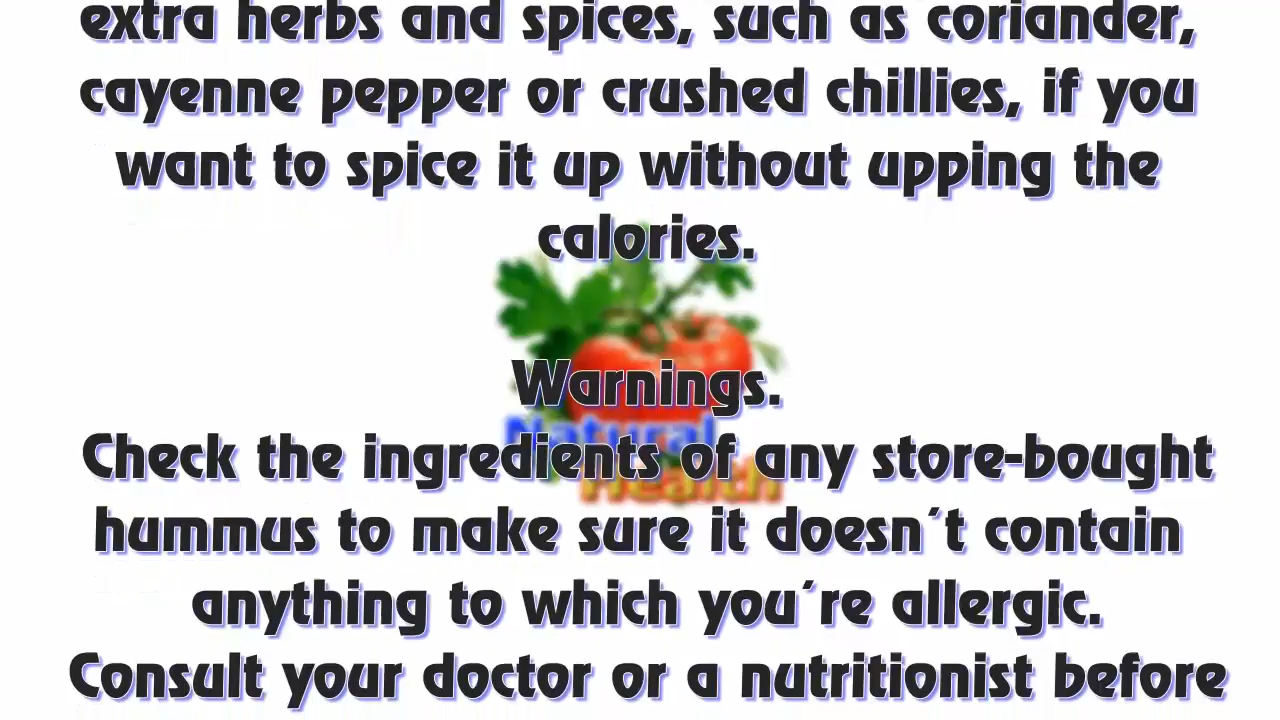 extra herbs and spices, such as coriander,
cayenne pepper or crushed chillies, if you
want to spice it up without upping the
calories.
Warnings.
Natural
Check the ingredients of any store-bought
Health
hummus to make sure it doesn´t contain
anything to which you´re allergic.
Consult your doctor or a nutritionist before